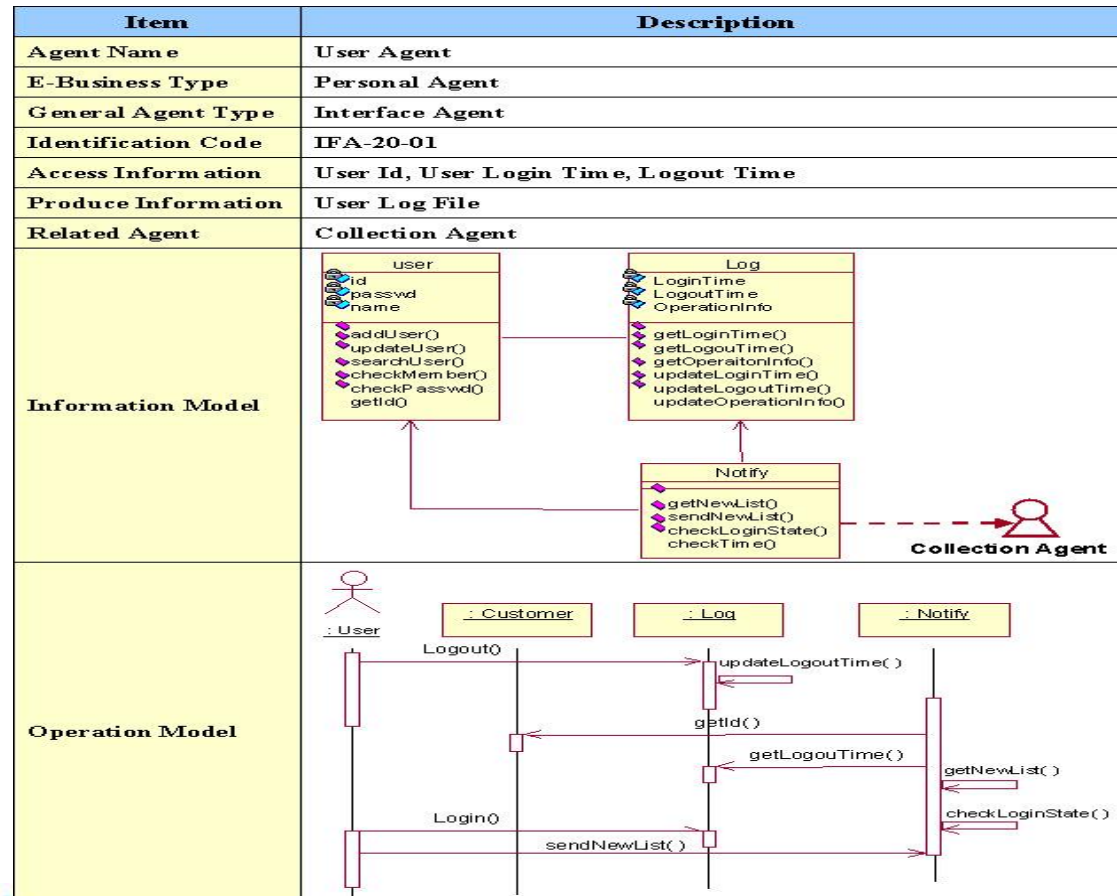 Item Description
Agent Name User Agent
E-Business Type Personal Agent
General Agent Type Interface Agent
Identification Code IFA-20-01
Access Information User Id, User Login Time, Logout Time
Produce Information User Log File
Related Agent Collection Agent
Information Model
user
id
passwd
name
addUser()
updateUser()
searchUser()
checkMember()
checkPasswd()
getId()
Log
LoginTime
LogoutTime
OperationInfo
getLoginTime()
getLogouTime()
getOperaitonInfo()
updateLoginTime()
updateLogoutTime()
updateOperationInfo()
Notify
getNewList()
sendNewList()
checkLoginState()
checkTime()
Collection Agent
Operation Model
: User
: Customer
: Log
: Notify
Logout()
updateLogoutTime( )
getId( )
getLogouTime( )
getNewList( )
checkLoginState( )
Login()
sendNewList( )